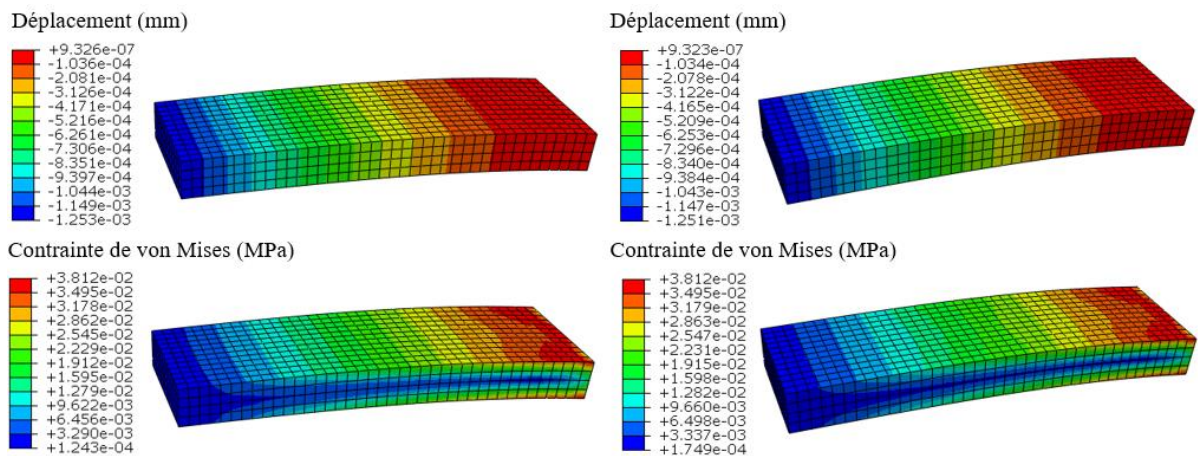 Déplacement (mm)
+9.326e-07
-1.036e-04
-2.081e-04
-3.126e-04
-4.171e-04
-5.216e-04
-6.261e-04
-7.306e-04
-8.351e-04
-9.397e-04
-1.044e-03
-1.149e-03
-1.253e-03
Déplacement (mm)
+9.323e-07
-1.034e-04
-2.078e-04
-3.122e-04
-4.165e-04
-5.209e-04
-6.253e-04
-7.296e-04
-8.340e-04
-9.384e-04
-1.043e-03
-1.147e-03
-1.251e-03
Contrainte de von Mises (MPa)
+3.812e-02
+3.495e-02
+3.178e-02
+2.862e-02
+2.545e-02
+2.229e-02
+1.912e-02
+1.595e-02
+1.279e-02
+9.622e-03
+6.456e-03
+3.290e-03
+1.243e-04
Contrainte de von Mises (MPa)
+3.812e-02
+3.495e-02
+3.179e-02
+2.863e-02
+2.547e-02
+2.231e-02
+1.915e-02
+1.598e-02
+1.282e-02
+9.660e-03
+6.498e-03
+3.337e-03
+1.749e-04